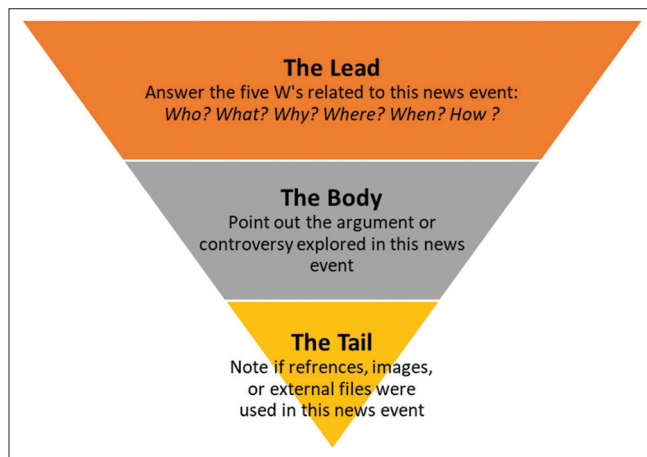 The Lead
Answer the five W's related to this news event:
Who? What? Why? Where? When? How ?
The Body
Point out the argument or
controversy explored in this news
event
The Tail
Note if refrences, images,
or external files were
used in this news event